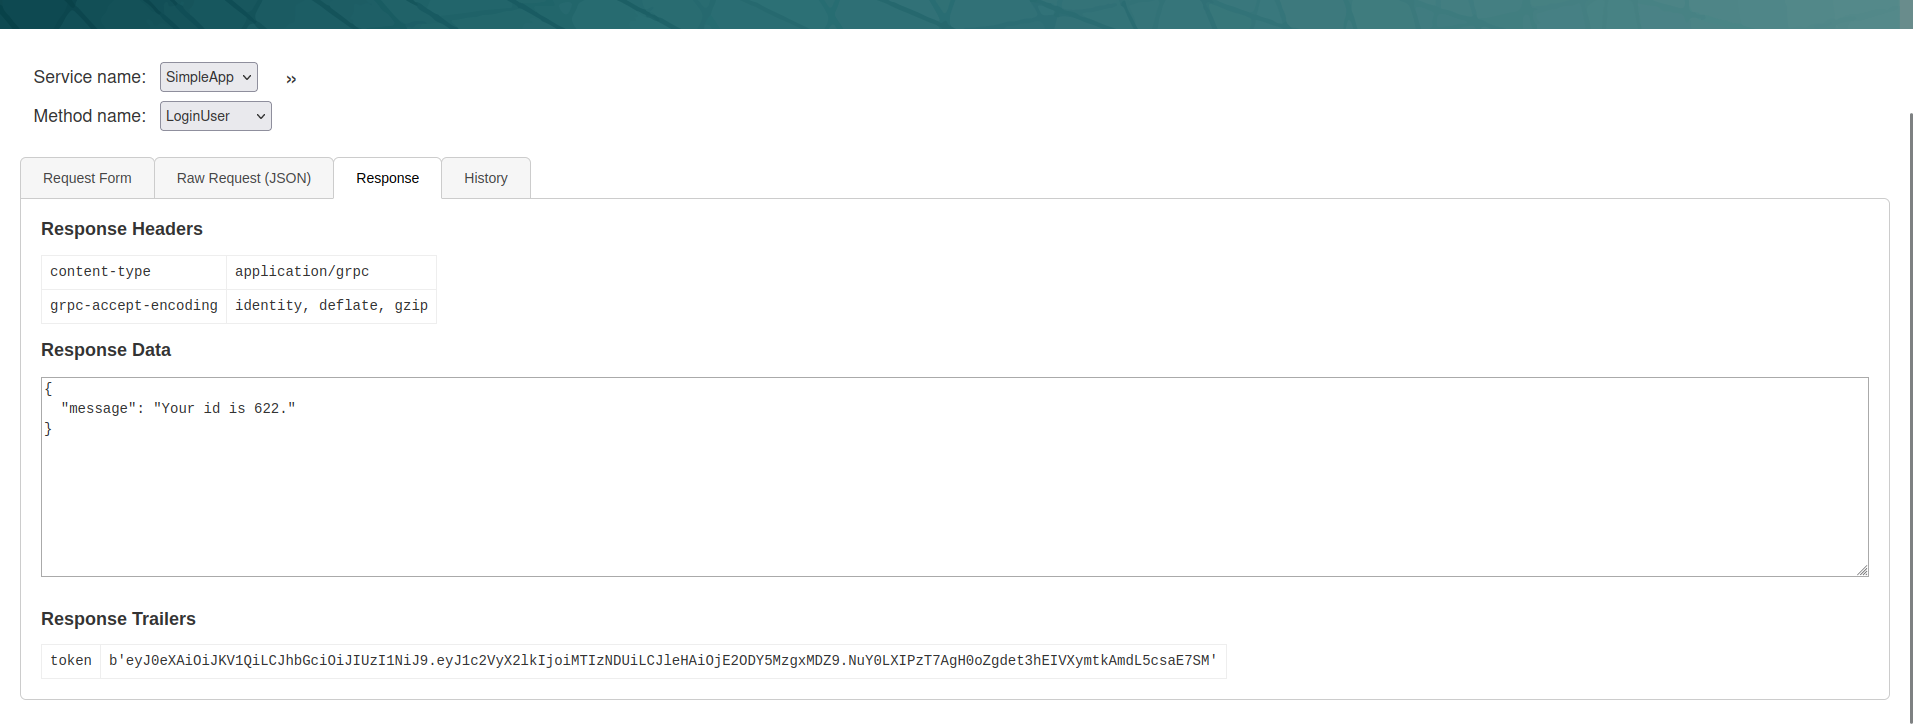 Service name: SimpleApp »
Method name: LoginUser
Request Form Raw Request (JSON) Response History
Response Headers
content-type application/grpc
grpc-accept-encoding identity, deflate, gzip
Response Data
{
"message": "Your id is 622."
}
Response Trailers
token b'eyJ0eXAiOiJKV1QiLCJhbGciOiJIUzI1NiJ9.eyJ1c2VyX2lkIjoiMTIzNDUiLCJleHAiOjE2ODY5MzgxMDZ9.NuY0LXIPzT7AgH0oZgdet3hEIVXymtkAmdL5csaE7SM'